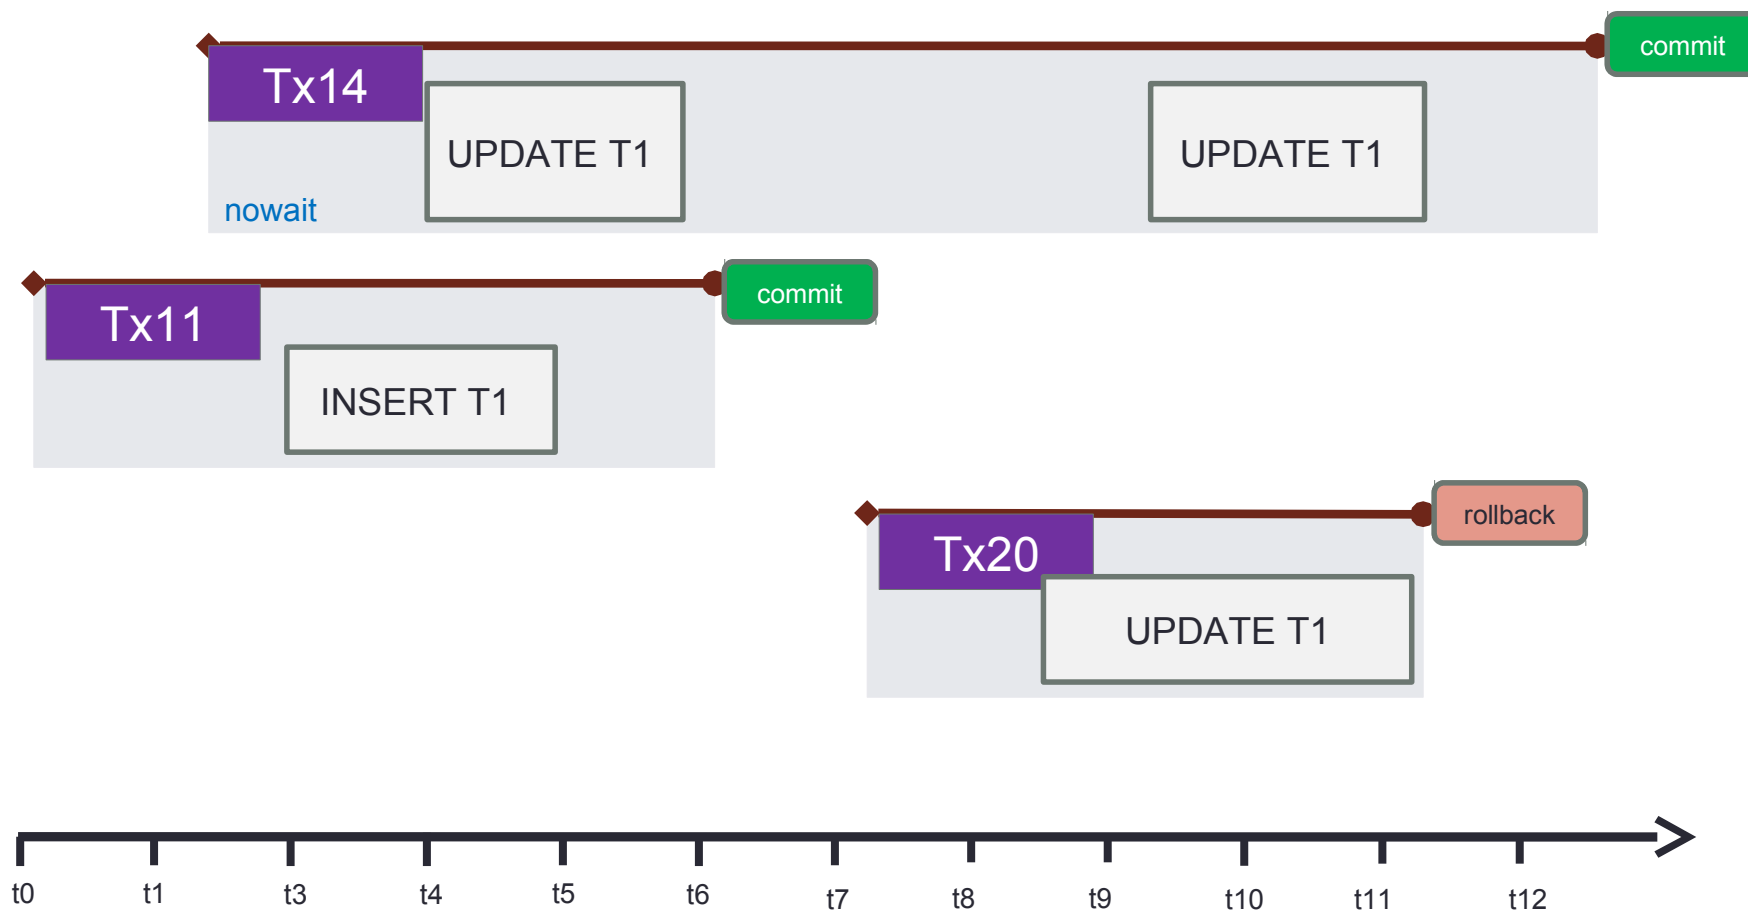 commit
Tx14
UPDATE T1
UPDATE T1
nowait
commit
Tx11
INSERT T1
rollback
Tx20
UPDATE T1
t0 t1 t3 t4 t5 t6 t7 t8 t9 t10 t11 t12